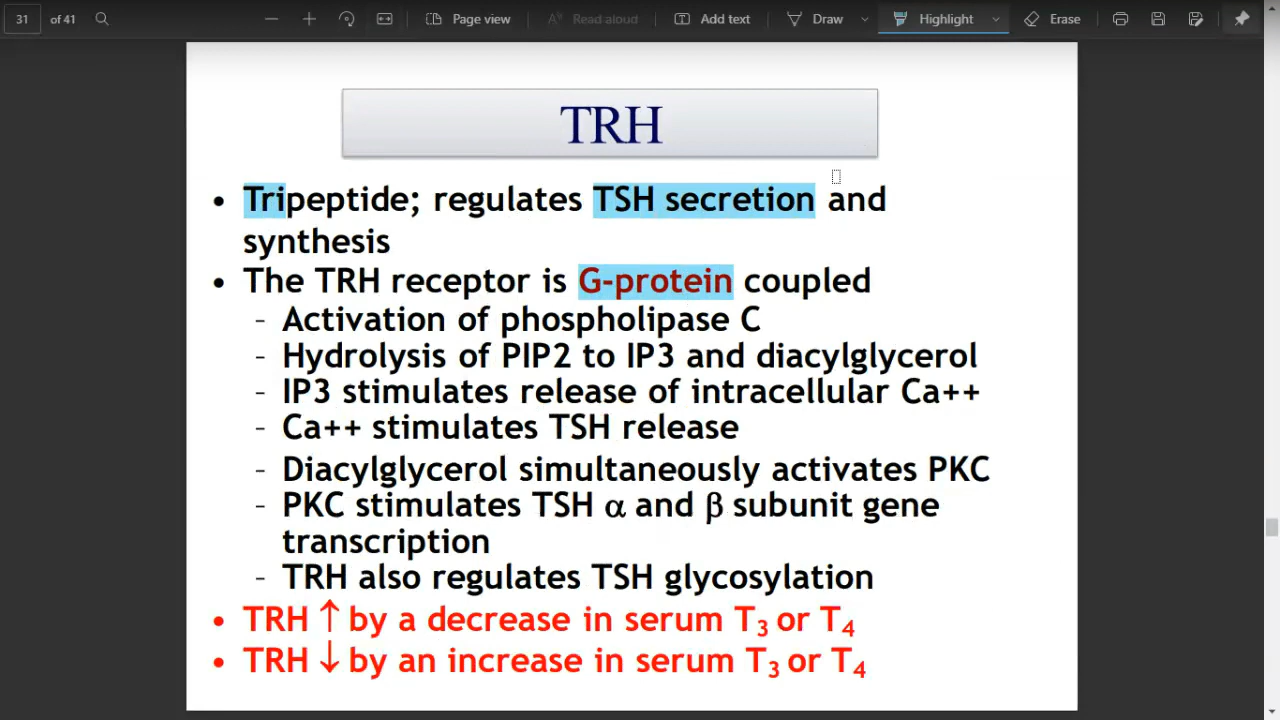 31 of 41 Page view Read aloud Add text Draw Highlight Erase
TRH
• Tripeptide; regulates TSH secretion and
synthesis
• The TRH receptor is G-protein coupled
- Activation of phospholipase C
- Hydrolysis of PIP2 to IP3 and diacylglycerol
- IP3 stimulates release of intracellular Ca++
- Ca++ stimulates TSH release
- Diacylglycerol simultaneously activates PKC
- PKC stimulates TSH α and β subunit gene
transcription
- TRH also regulates TSH glycosylation
• TRH ↑ by a decrease in serum T₃ or T₄
• TRH ↓ by an increase in serum T₃ or T₄